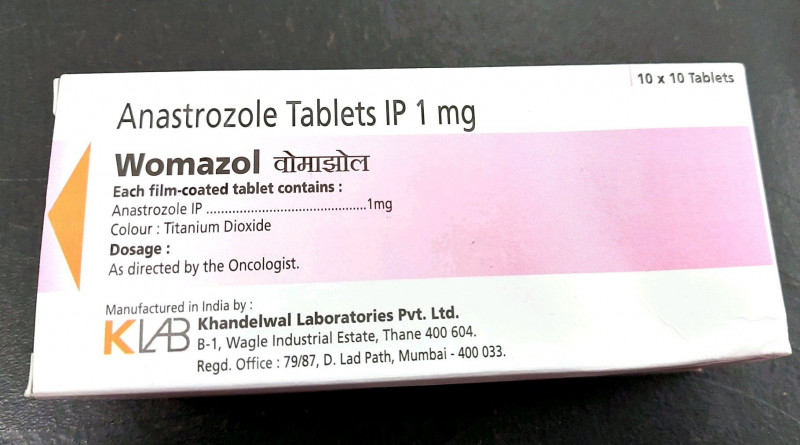 10 x 10 Tablets
Anastrozole Tablets IP 1 mg
Womazol वोमाझोल
Each film-coated tablet contains :
Anastrozole IP ............................................1mg
Colour : Titanium Dioxide
Dosage :
As directed by the Oncologist.
Manufactured in India by :
KLAB Khandelwal Laboratories Pvt. Ltd.
B-1, Wagle Industrial Estate, Thane 400 604.
Regd. Office : 79/87, D. Lad Path, Mumbai - 400 033.